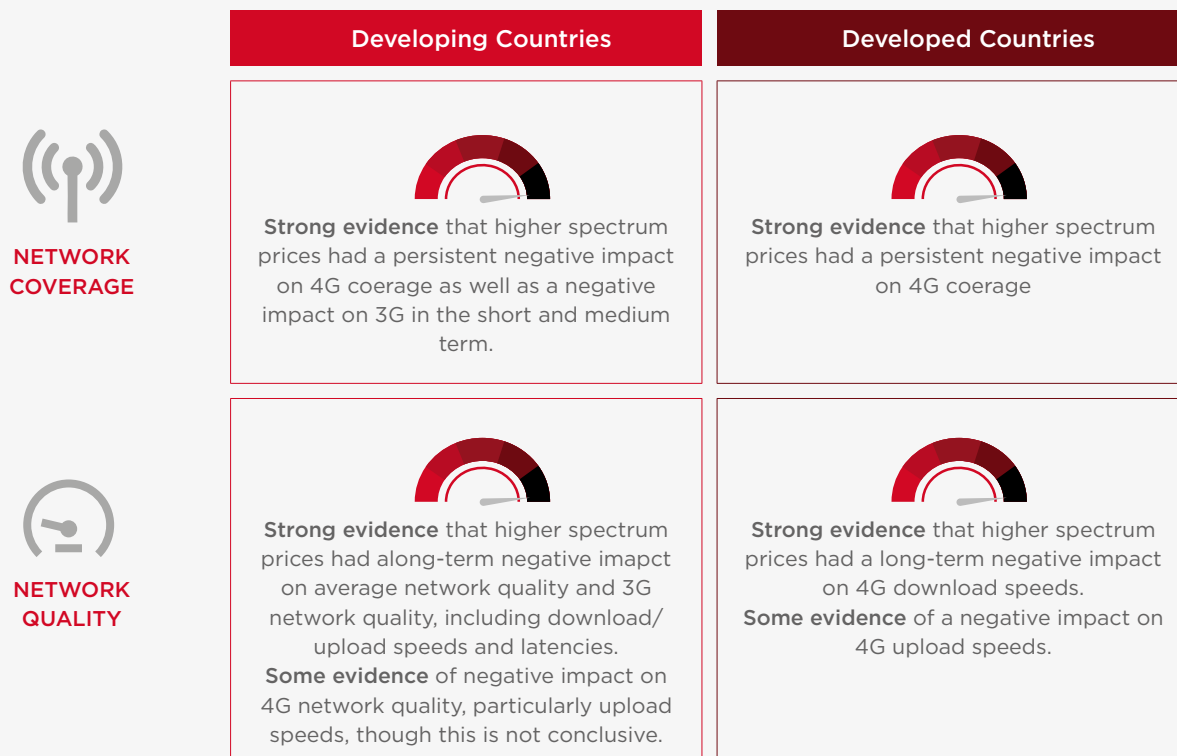 Developing Countries
Developed Countries
NETWORK
COVERAGE
Strong evidence that higher spectrum
prices had a persistent negative impact
on 4G coerage as well as a negative
impact on 3G in the short and medium
term.
Strong evidence that higher spectrum
prices had a persistent negative impact
on 4G coerage
NETWORK
QUALITY
Strong evidence that higher spectrum
prices had along-term negative imapct
on average network quality and 3G
network quality, including download/
upload speeds and latencies.
Some evidence of negative impact on
4G network quality, particularly upload
speeds, though this is not conclusive.
Strong evidence that higher spectrum
prices had a long-term negative impact
on 4G download speeds.
Some evidence of a negative impact on
4G upload speeds.